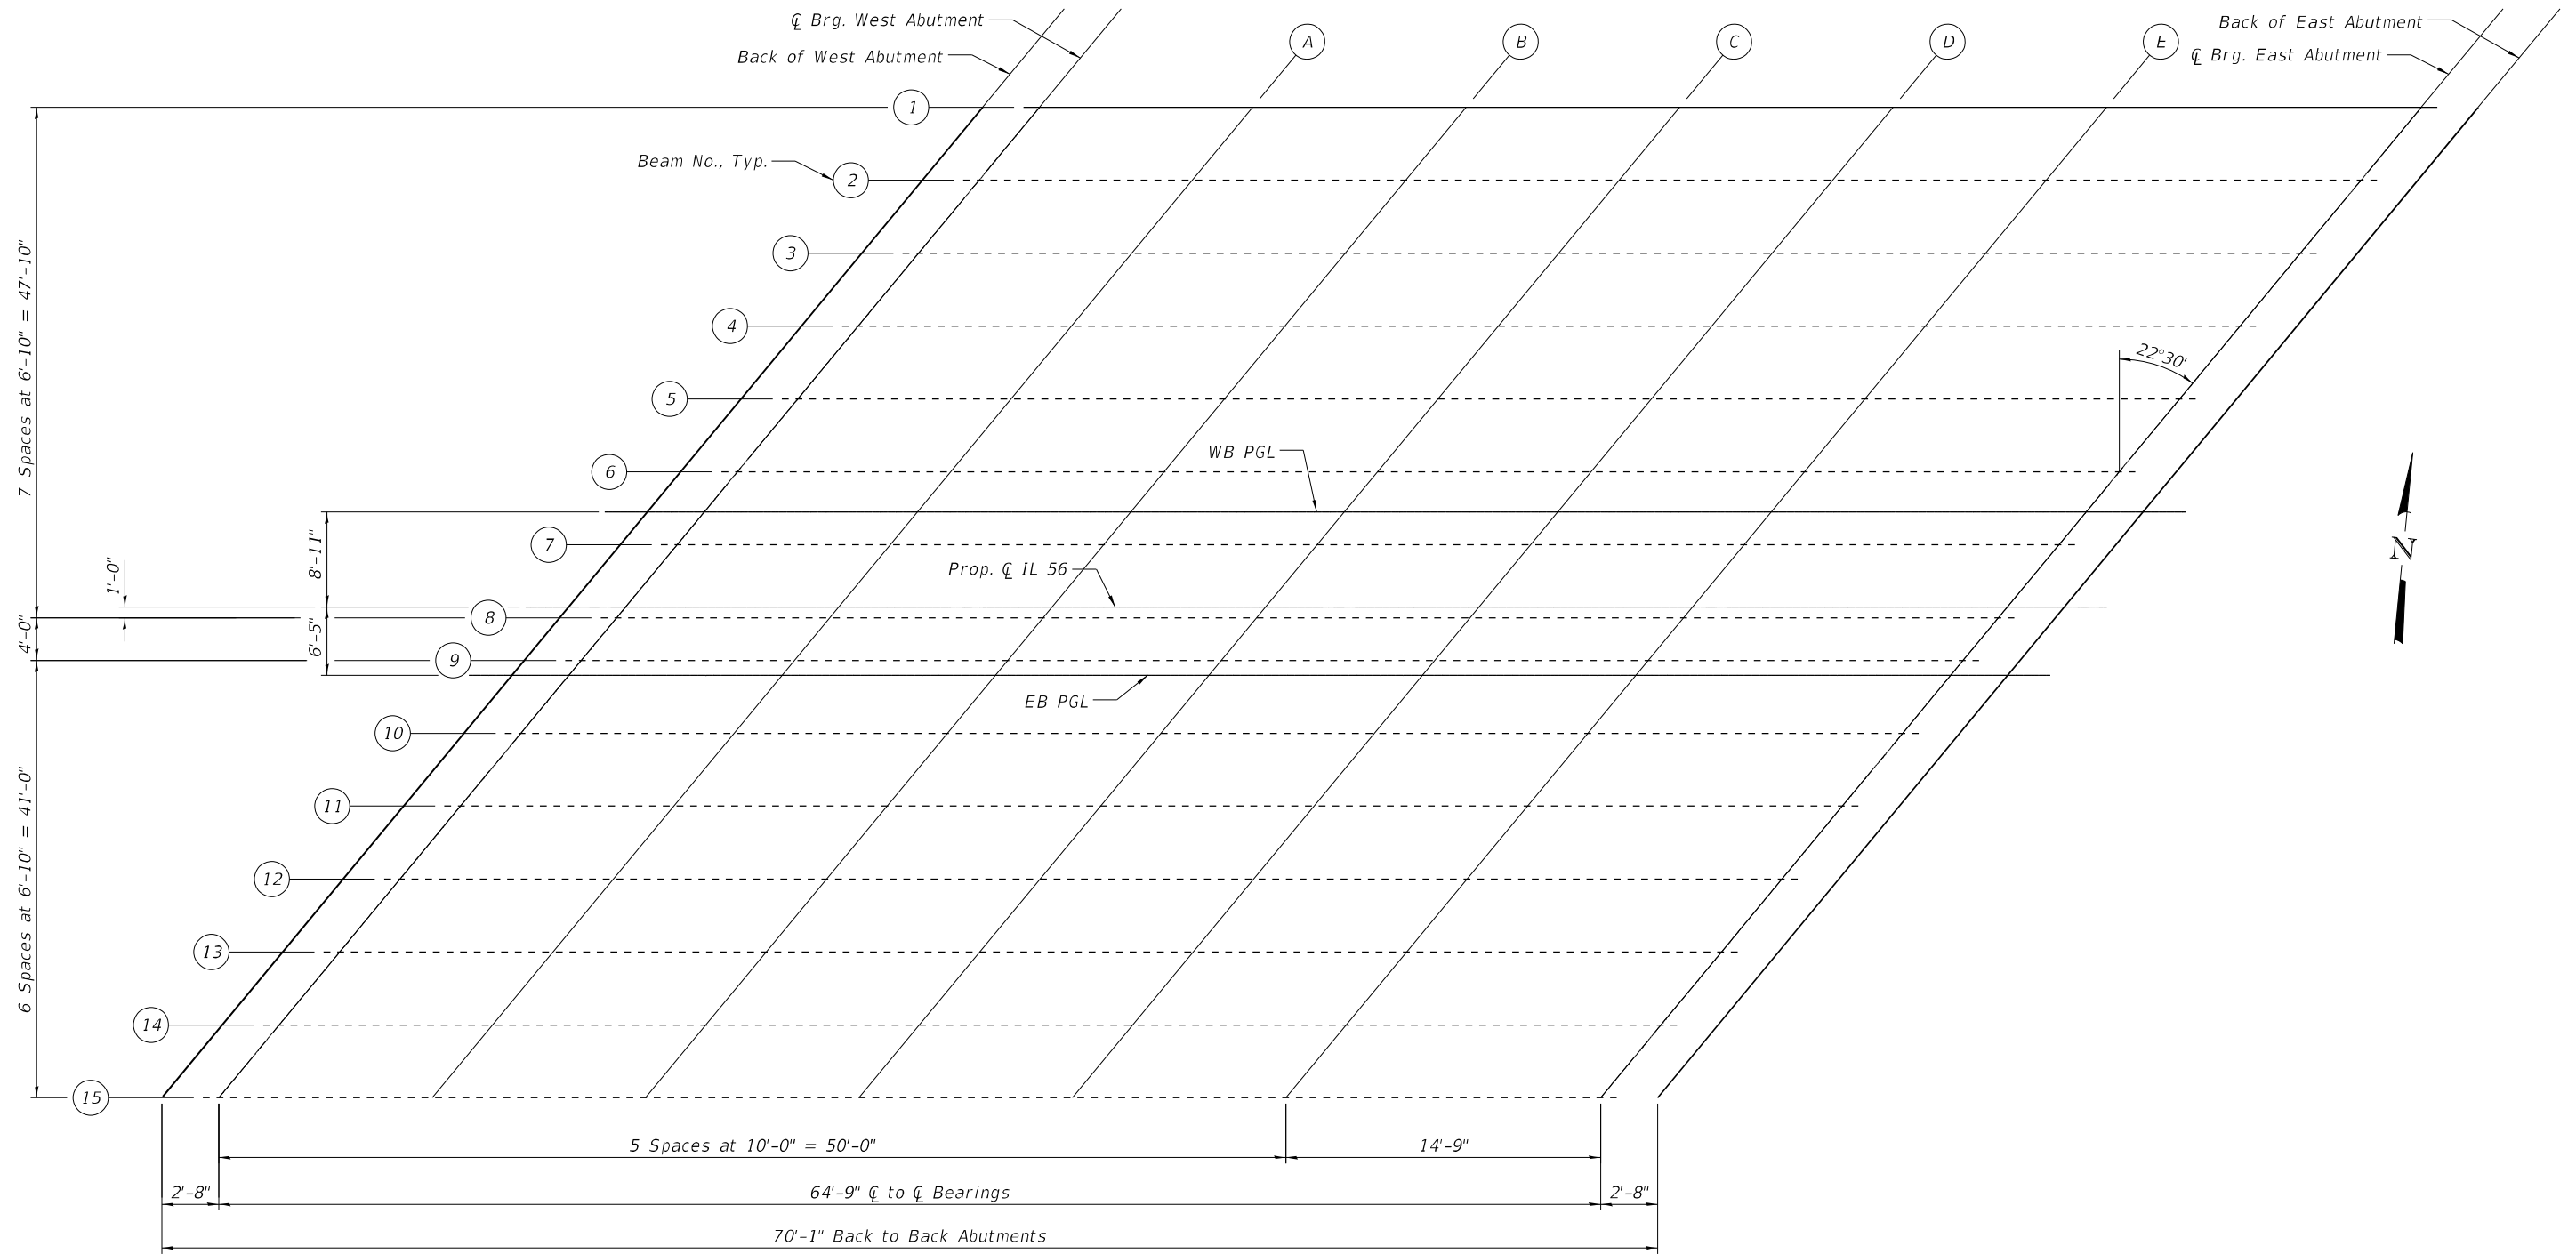 ℄ Brg. West Abutment
Back of West Abutment
A
B
C
D
E
Back of East Abutment
℄ Brg. East Abutment
1
Beam No., Typ.
2
3
4
22°30'
5
WB PGL
6
7 Spaces at 6'-10" = 47'-10"
7
8'-11"
N
1'-0"
Prop. ℄ IL 56
8
4'-0"
6'-5"
9
EB PGL
10
11
6 Spaces at 6'-10" = 41'-0"
12
13
14
15
5 Spaces at 10'-0" = 50'-0"
14'-9"
2'-8"
64'-9" ℄ to ℄ Bearings
2'-8"
70'-1" Back to Back Abutments